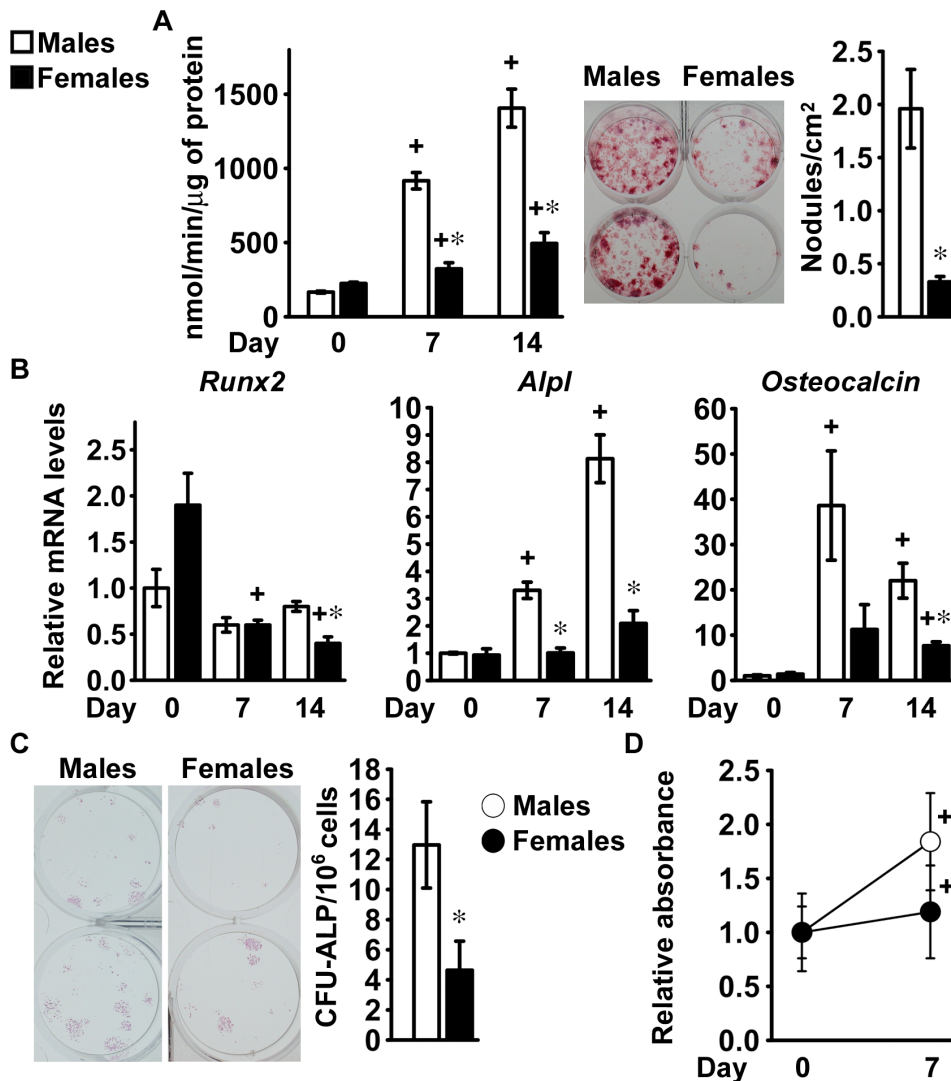 A
Males
Females
nmol/min/μg of protein
1500
1000
500
0
+
+
+*
+*
Day 0 7 14
Males Females
Nodules/cm²
2.5
2.0
1.5
1.0
0.5
0.0
*
B
Runx2
Relative mRNA levels
2.5
2.0
1.5
1.0
0.5
0.0
+
+*
Day 0 7 14
Alpl
10
9
8
7
6
5
4
3
2
1
0
+
+
*
*
0 7 14
Osteocalcin
60
50
40
30
20
10
0
+
+
+*
Day 0 7 14
C
Males Females
CFU-ALP/10⁶ cells
18
16
14
12
10
8
6
4
2
0
*
Males
Females
D
Relative absorbance
2.5
2.0
1.5
1.0
0.5
0.0
+
+
Day 0 7